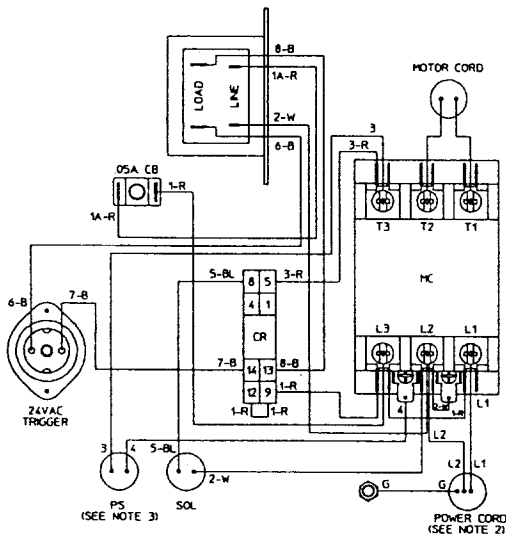 8-B
1A-R
LOAD
LINE
2-W
6-B
MOTOR CORD
3
3-R
.05A CB
1-R
1A-R
T3
T2
T1
MC
5-BL
8
5
3-R
4
1
CR
6-B
7-B
7-B
14
13
8-B
12
9
1-R
1-R
1-R
L3
L2
L1
4
2-W
1-R
L1
L2
24VAC
TRIGGER
3
4
5-BL
2-W
PS
(SEE NOTE 3)
SOL
G
G
L2
L1
POWER CORD
(SEE NOTE 2)